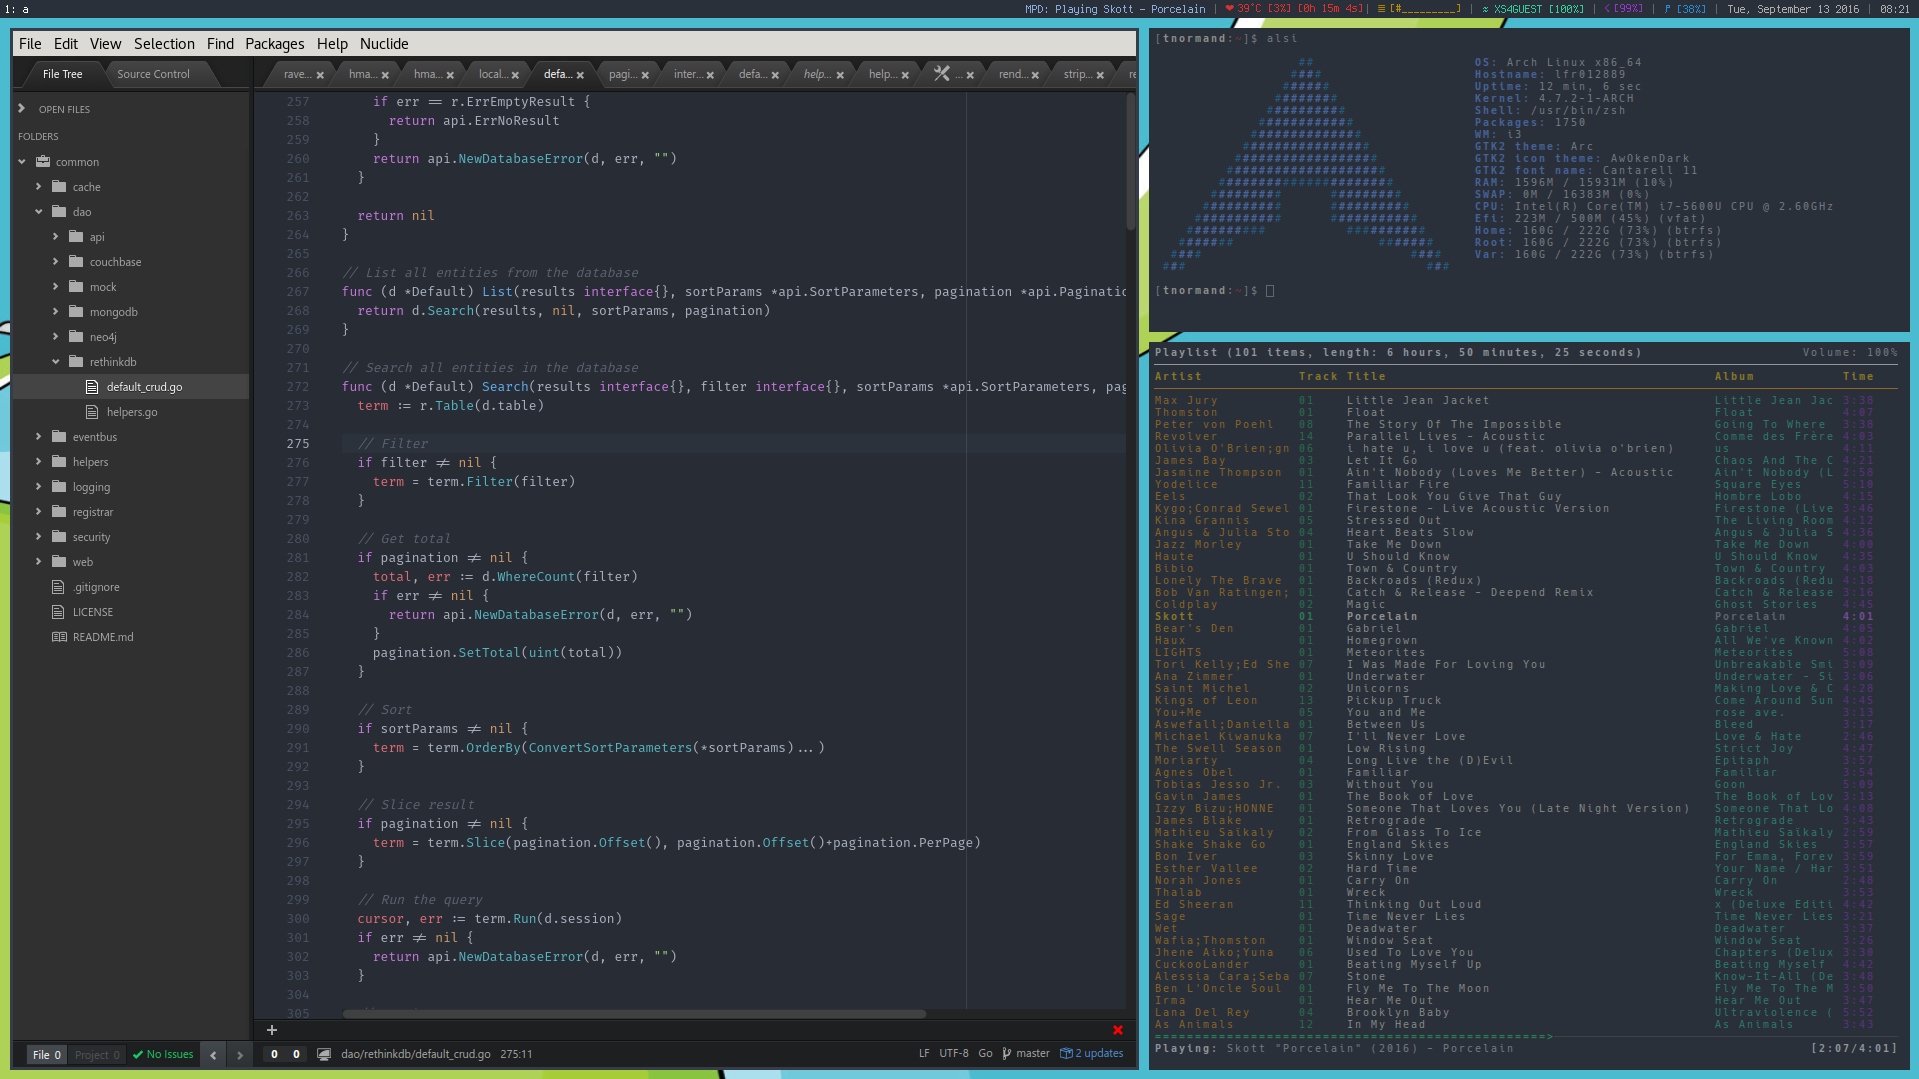 1: a
MPD: Playing Skott - Porcelain | 39°C [3%] [0h 15m 4s] | [#_________] | XS4GUEST [100%] | [99%] | [38%] | Tue, September 13 2016 | 08:21
File Edit View Selection Find Packages Help Nuclide
File Tree Source Control
rave... hma... hma... local... defa... pagi... inter... defa... help... help... ... rend... strip... re
OPEN FILES
FOLDERS
common
cache
dao
api
couchbase
mock
mongodb
neo4j
rethinkdb
default_crud.go
helpers.go
eventbus
helpers
logging
registrar
security
web
.gitignore
LICENSE
README.md
257 if err == r.ErrEmptyResult {
258 return api.ErrNoResult
259 }
260 return api.NewDatabaseError(d, err, "")
261 }
262
263 return nil
264 }
265
266 // List all entities from the database
267 func (d *Default) List(results interface{}, sortParams *api.SortParameters, pagination *api.Paginatio
268 return d.Search(results, nil, sortParams, pagination)
269 }
270
271 // Search all entities in the database
272 func (d *Default) Search(results interface{}, filter interface{}, sortParams *api.SortParameters, pag
273 term := r.Table(d.table)
274
275 // Filter
276 if filter != nil {
277 term = term.Filter(filter)
278 }
279
280 // Get total
281 if pagination != nil {
282 total, err := d.WhereCount(filter)
283 if err != nil {
284 return api.NewDatabaseError(d, err, "")
285 }
286 pagination.SetTotal(uint(total))
287 }
288
289 // Sort
290 if sortParams != nil {
291 term = term.OrderBy(ConvertSortParameters(*sortParams)...)
292 }
293
294 // Slice result
295 if pagination != nil {
296 term = term.Slice(pagination.Offset(), pagination.Offset()+pagination.PerPage)
297 }
298
299 // Run the query
300 cursor, err := term.Run(d.session)
301 if err != nil {
302 return api.NewDatabaseError(d, err, "")
303 }
304
305
File 0 Project 0 No Issues 0 0 dao/rethinkdb/default_crud.go 275:11 LF UTF-8 Go master 2 updates
[tnormand:~]$ alsi
OS: Arch Linux x86_64
Hostname: lfr012889
Uptime: 12 min, 6 sec
Kernel: 4.7.2-1-ARCH
Shell: /usr/bin/zsh
Packages: 1750
WM: i3
GTK2 theme: Arc
GTK2 icon theme: AwOkenDark
GTK2 font name: Cantarell 11
RAM: 1596M / 15931M (10%)
SWAP: 0M / 16383M (0%)
CPU: Intel(R) Core(TM) i7-5600U CPU @ 2.60GHz
Efi: 223M / 500M (45%) (vfat)
Home: 160G / 222G (73%) (btrfs)
Root: 160G / 222G (73%) (btrfs)
Var: 160G / 222G (73%) (btrfs)
[tnormand:~]$
Playlist (101 items, length: 6 hours, 50 minutes, 25 seconds) Volume: 100%
Artist Track Title Album Time
Max Jury 01 Little Jean Jacket Little Jean Jac 3:38
Thomston 01 Float Float 4:07
Peter von Poehl 08 The Story Of The Impossible Going To Where 3:38
Revolver 14 Parallel Lives - Acoustic Comme des Frère 4:03
Olivia O'Brien;gn 06 i hate u, i love u (feat. olivia o'brien) us 4:11
James Bay 03 Let It Go Chaos And The C 4:21
Jasmine Thompson 01 Ain't Nobody (Loves Me Better) - Acoustic Ain't Nobody (L 2:58
Yodelice 11 Familiar Fire Square Eyes 5:10
Eels 02 That Look You Give That Guy Hombre Lobo 4:15
Kygo;Conrad Sewel 01 Firestone - Live Acoustic Version Firestone (Live 3:46
Kina Grannis 05 Stressed Out The Living Room 4:12
Angus & Julia Sto 04 Heart Beats Slow Angus & Julia S 4:36
Jazz Morley 01 Take Me Down Take Me Down 4:00
Haute 01 U Should Know U Should Know 4:35
Bibio 01 Town & Country Town & Country 4:03
Lonely The Brave 01 Backroads (Redux) Backroads (Redu 4:18
Bob Van Ratingen; 01 Catch & Release - Deepend Remix Catch & Release 3:16
Coldplay 02 Magic Ghost Stories 4:45
Skott 01 Porcelain Porcelain 4:01
Bear's Den 01 Gabriel Gabriel 4:05
Haux 01 Homegrown All We've Known 4:02
LIGHTS 01 Meteorites Meteorites 5:08
Tori Kelly;Ed She 07 I Was Made For Loving You Unbreakable Smi 3:09
Ana Zimmer 01 Underwater Underwater - Si 3:06
Saint Michel 02 Unicorns Making Love & C 4:28
Kings of Leon 13 Pickup Truck Come Around Sun 4:45
You+Me 05 You and Me rose ave. 3:13
Aswefall;Daniella 01 Between Us Bleed 3:17
Michael Kiwanuka 07 I'll Never Love Love & Hate 2:46
The Swell Season 01 Low Rising Strict Joy 4:47
Moriarty 04 Long Live the (D)Evil Epitaph 3:57
Agnes Obel 01 Familiar Familiar 3:54
Tobias Jesso Jr. 03 Without You Goon 5:09
Gavin James 01 The Book of Love The Book of Lov 3:13
Izzy Bizu;HONNE 01 Someone That Loves You (Late Night Version) Someone That Lo 4:08
James Blake 01 Retrograde Retrograde 3:43
Mathieu Saïkaly 02 From Glass To Ice Mathieu Saïkaly 2:59
Shake Shake Go 01 England Skies England Skies 3:57
Bon Iver 03 Skinny Love For Emma, Forev 3:59
Esther Vallee 02 Hard Time Your Name / Har 3:51
Norah Jones 01 Carry On Carry On 2:48
Thalab 01 Wreck Wreck 3:53
Ed Sheeran 11 Thinking Out Loud x (Deluxe Editi 4:42
Sage 01 Time Never Lies Time Never Lies 3:21
Wet 01 Deadwater Deadwater 3:37
Wafia;Thomston 01 Window Seat Window Seat 3:26
Jhene Aiko;Yuna 06 Used To Love You Chapters (Delux 3:30
CuckooLander 01 Beating Myself Up Beating Myself 4:42
Alessia Cara;Seba 07 Stone Know-It-All (De 3:48
Ben L'Oncle Soul 01 Fly Me To The Moon Fly Me To The M 3:50
Irma 01 Hear Me Out Hear Me Out 3:47
Lana Del Rey 04 Brooklyn Baby Ultraviolence ( 5:52
As Animals 12 In My Head As Animals 3:43
Playing: Skott "Porcelain" (2016) - Porcelain [2:07/4:01]